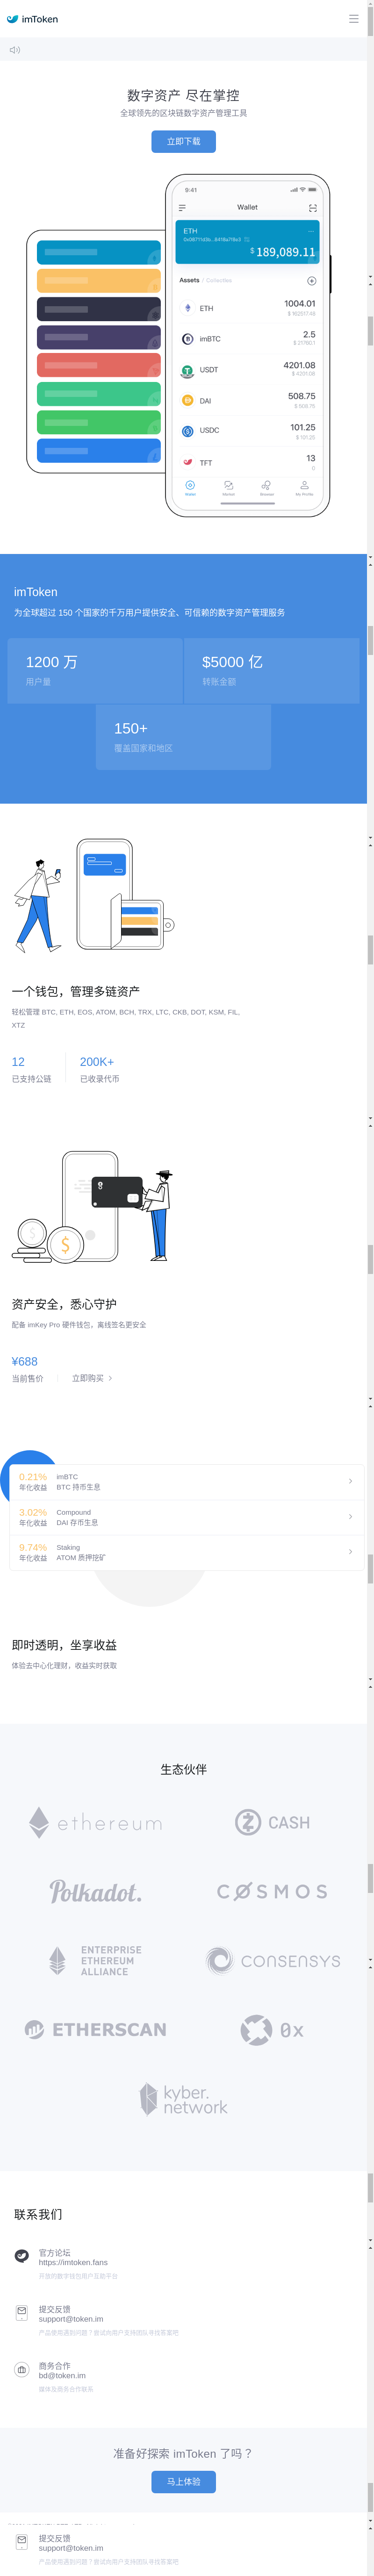 imToken
数字资产 尽在掌控
全球领先的区块链数字资产管理工具
立即下载
9:41
Wallet
ETH
$ 189,089.11
Assets / Collectibles
ETH
1004.01
imBTC
2.5
USDT
4201.08
$ 4201.08
DAI
508.75
$ 508.75
USDC
101.25
$ 101.25
TFT
13
0
Wallet
Market
Browser
My Profile
imToken
为全球超过 150 个国家的千万用户提供安全、可信赖的数字资产管理服务
1200 万
用户量
$5000 亿
转账金额
150+
覆盖国家和地区
一个钱包，管理多链资产
轻松管理 BTC, ETH, EOS, ATOM, BCH, TRX, LTC, CKB, DOT, KSM, FIL,
XTZ
12
已支持公链
200K+
已收录代币
资产安全，悉心守护
配备 imKey Pro 硬件钱包，离线签名更安全
¥688
当前售价
立即购买
0.21%
年化收益
imBTC
BTC 持币生息
3.02%
年化收益
Compound
DAI 存币生息
9.74%
年化收益
Staking
ATOM 质押挖矿
即时透明，坐享收益
体验去中心化理财，收益实时获取
生态伙伴
ethereum
CASH
Polkadot.
COSMOS
ENTERPRISE
ETHEREUM
ALLIANCE
CONSENSYS
ETHERSCAN
0x
kyber.
network
联系我们
官方论坛
https://imtoken.fans
开放的数字钱包用户互助平台
提交反馈
support@token.im
产品使用遇到问题？尝试向用户支持团队寻找答案吧
商务合作
bd@token.im
媒体及商务合作联系
准备好探索 imToken 了吗？
马上体验
提交反馈
support@token.im
产品使用遇到问题？尝试向用户支持团队寻找答案吧